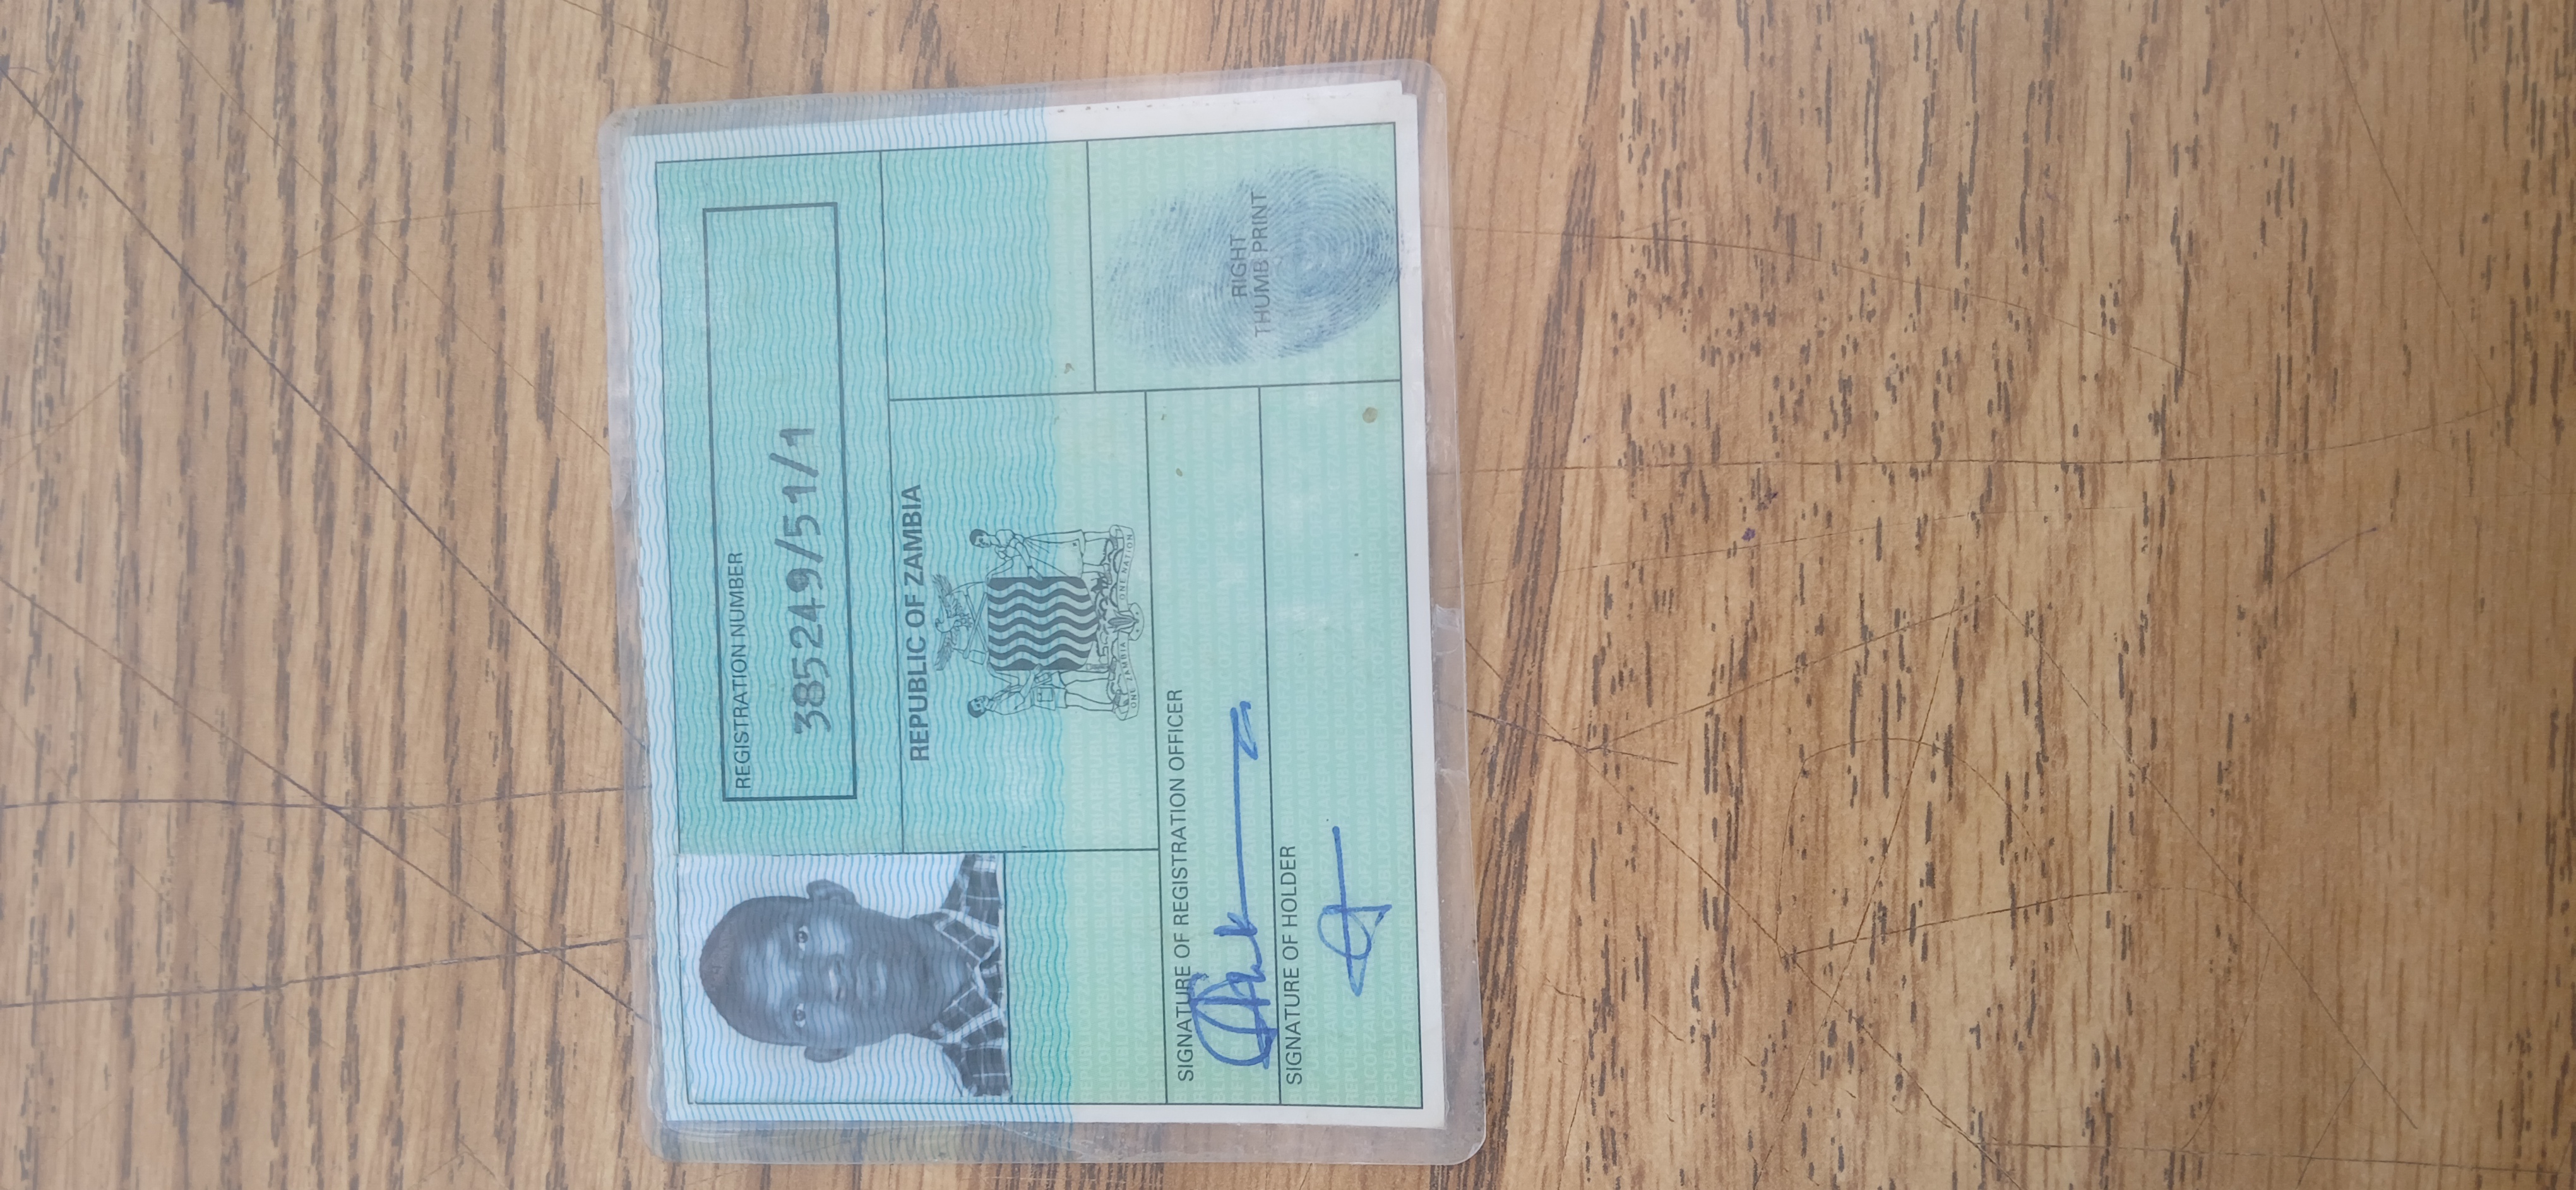 REGISTRATION NUMBER
385249/51/1
REPUBLIC OF ZAMBIA
ONE ZAMBIA ONE NATION
RIGHT
THUMB PRINT
SIGNATURE OF REGISTRATION OFFICER
SIGNATURE OF HOLDER